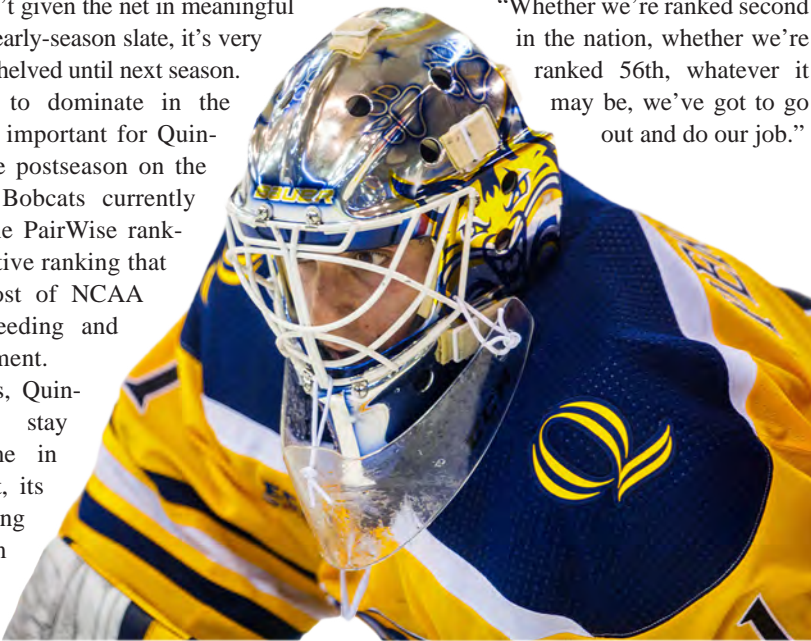 ’t given the net in meaningful
early-season slate, it’s very
helved until next season.
to dominate in the
important for Quin-
e postseason on the
Bobcats currently
e PairWise rank-
tive ranking that
ost of NCAA
eeding and
ment.
s, Quin-
stay
ne in
t, its
ng
n
“Whether we’re ranked second
in the nation, whether we’re
ranked 56th, whatever it
may be, we’ve got to go
out and do our job.”
BAUER
1
1